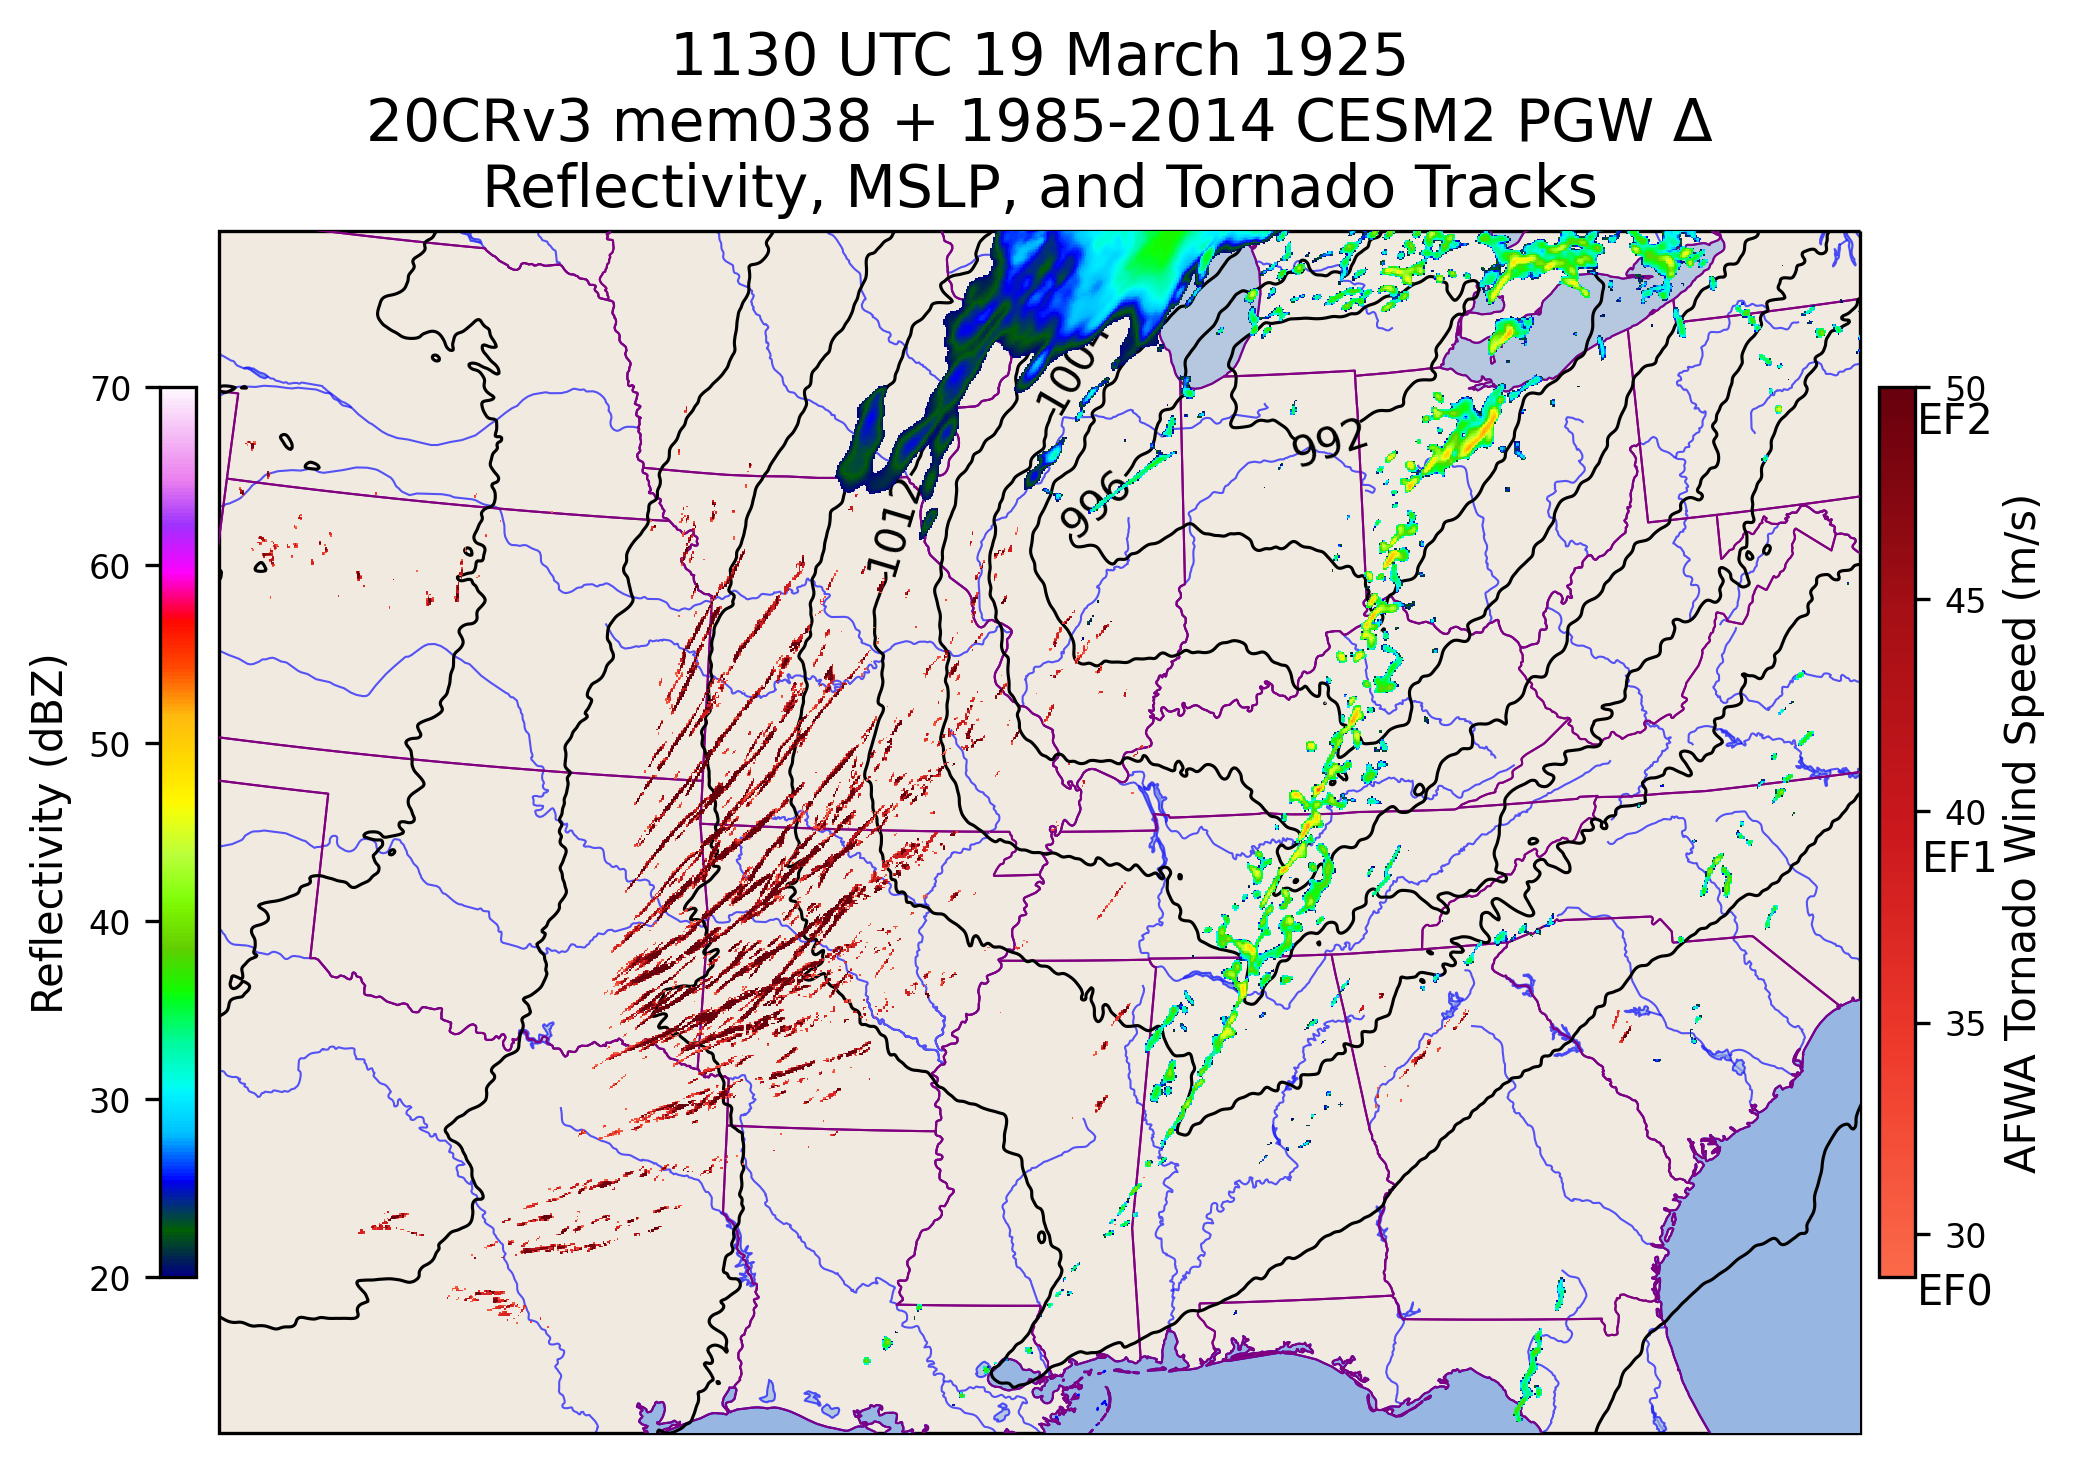 1130 UTC 19 March 1925
20CRv3 mem038 + 1985-2014 CESM2 PGW Δ
Reflectivity, MSLP, and Tornado Tracks
Reflectivity (dBZ)
70
60
50
40
30
20
1004
992
996
1012
50
EF2
45
40
EF1
35
30
EF0
AFWA Tornado Wind Speed (m/s)